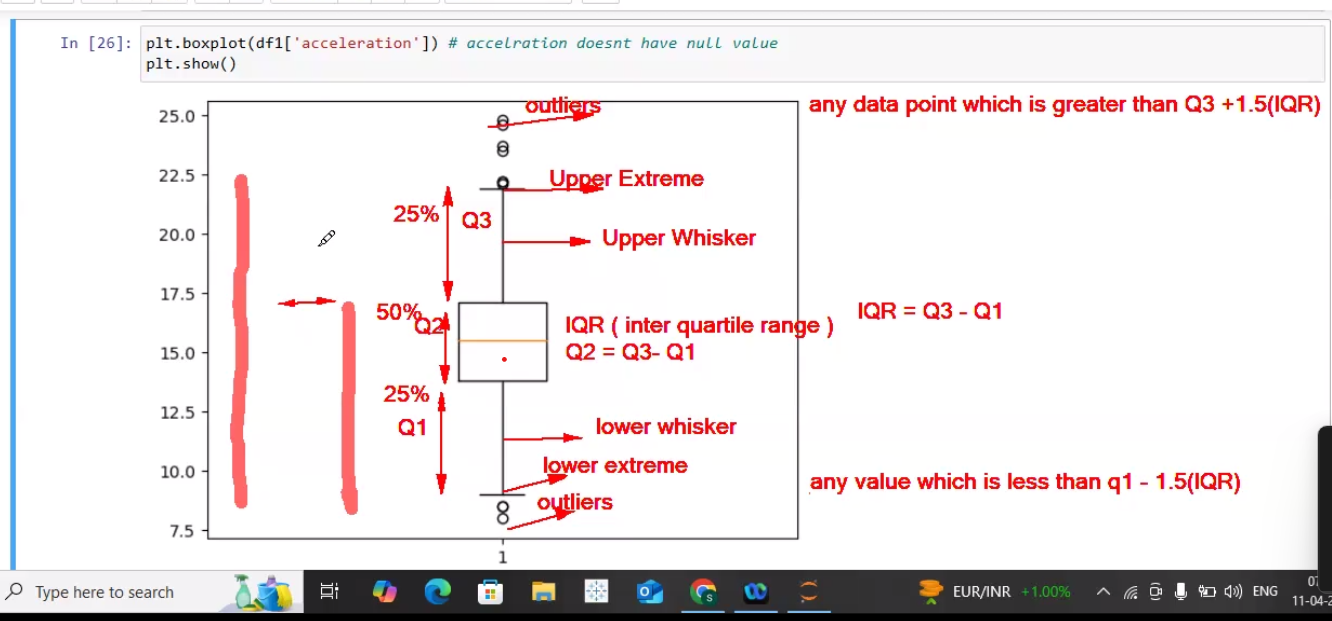 In [26]: plt.boxplot(df1['acceleration']) # accelration doesnt have null value
plt.show()
outliers
any data point which is greater than Q3 +1.5(IQR)
25.0
Upper Extreme
22.5
25%
Q3
20.0
Upper Whisker
17.5
50%
Q2
IQR ( inter quartile range )
IQR = Q3 - Q1
15.0
Q2 = Q3- Q1
25%
12.5
Q1
lower whisker
10.0
lower extreme
any value which is less than q1 - 1.5(IQR)
outliers
7.5
1
Type here to search
EUR/INR +1.00%
ENG